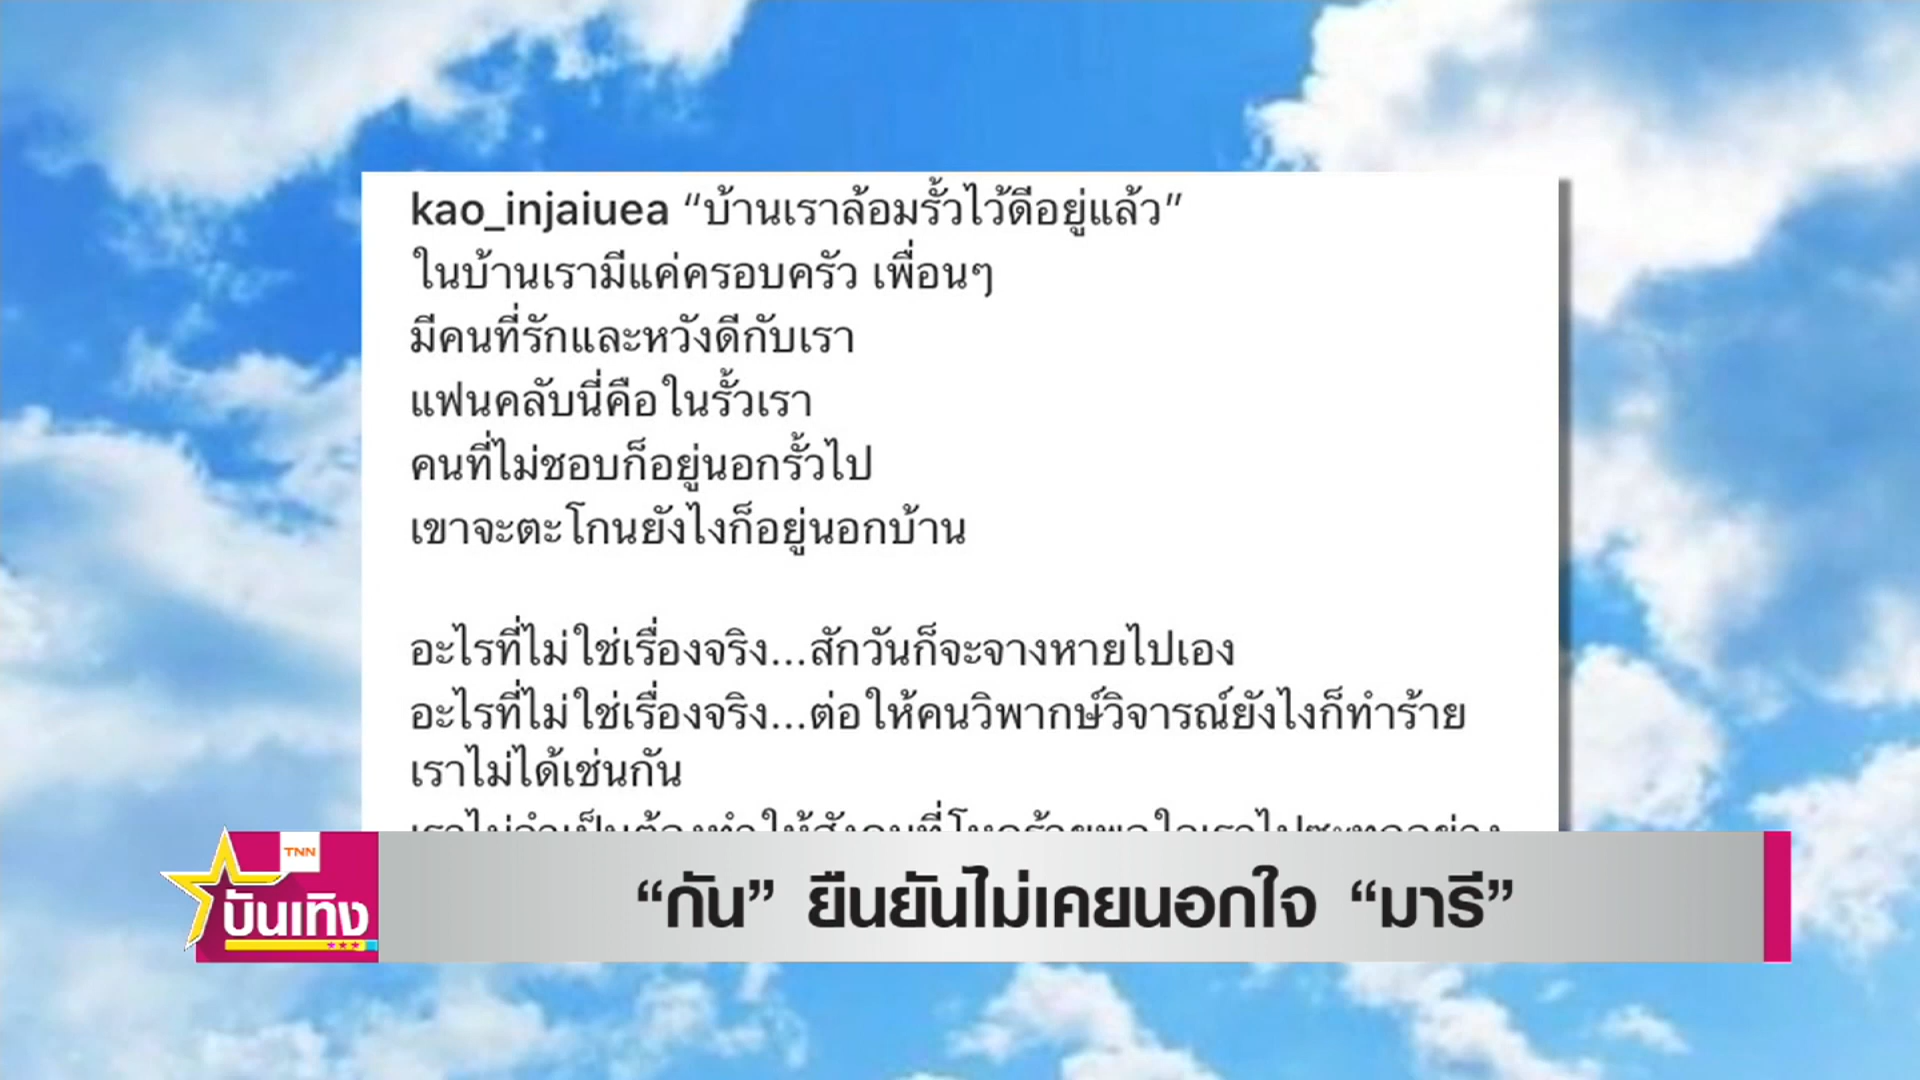 kao_injaiuea “บ้านเราล้อมรั้วไว้ดีอยู่แล้ว”
ในบ้านเรามีแค่ครอบครัว เพื่อนๆ
มีคนที่รักและหวังดีกับเรา
แฟนคลับนี่คือในรั้วเรา
คนที่ไม่ชอบก็อยู่นอกรั้วไป
เขาจะตะโกนยังไงก็อยู่นอกบ้าน
อะไรที่ไม่ใช่เรื่องจริง...สักวันก็จะจางหายไปเอง
อะไรที่ไม่ใช่เรื่องจริง...ต่อให้คนวิพากษ์วิจารณ์ยังไงก็ทำร้าย
เราไม่ได้เช่นกัน
TNN
บันเทิง
“กัน” ยืนยันไม่เคยนอกใจ “มารี”